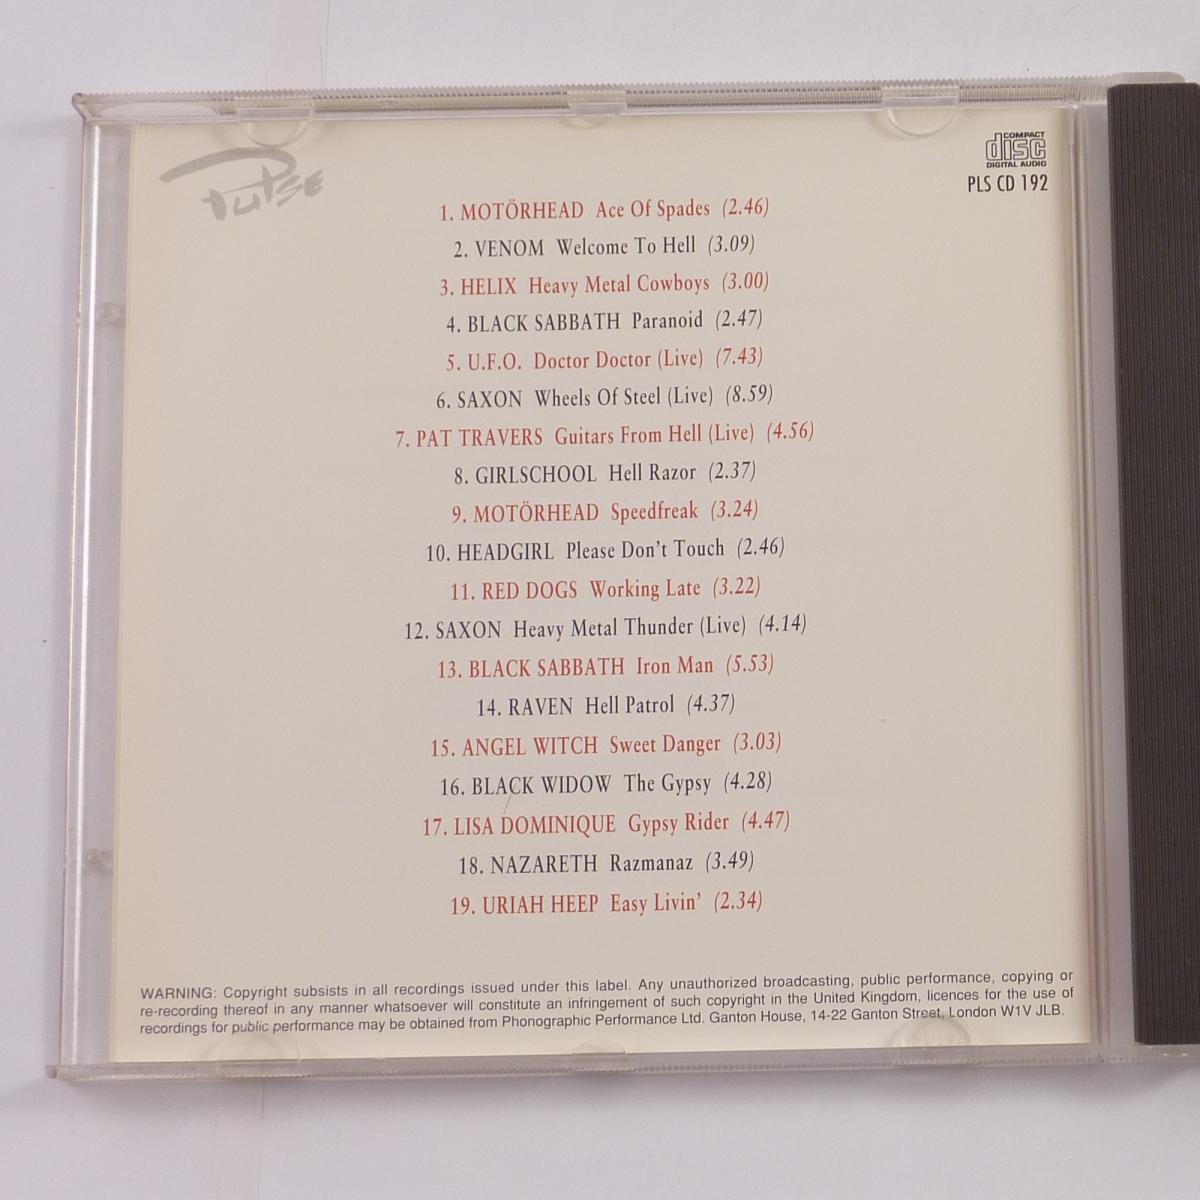 Pulse
COMPACT
disc
DIGITAL AUDIO
PLS CD 192
1. MOTÖRHEAD Ace Of Spades (2.46)
2. VENOM Welcome To Hell (3.09)
3. HELIX Heavy Metal Cowboys (3.00)
4. BLACK SABBATH Paranoid (2.47)
5. U.F.O. Doctor Doctor (Live) (7.43)
6. SAXON Wheels Of Steel (Live) (8.59)
7. PAT TRAVERS Guitars From Hell (Live) (4.56)
8. GIRLSCHOOL Hell Razor (2.37)
9. MOTÖRHEAD Speedfreak (3.24)
10. HEADGIRL Please Don't Touch (2.46)
11. RED DOGS Working Late (3.22)
12. SAXON Heavy Metal Thunder (Live) (4.14)
13. BLACK SABBATH Iron Man (5.53)
14. RAVEN Hell Patrol (4.37)
15. ANGEL WITCH Sweet Danger (3.03)
16. BLACK WIDOW The Gypsy (4.28)
17. LISA DOMINIQUE Gypsy Rider (4.47)
18. NAZARETH Razmanaz (3.49)
19. URIAH HEEP Easy Livin' (2.34)
WARNING: Copyright subsists in all recordings issued under this label. Any unauthorized broadcasting, public performance, copying or
re-recording thereof in any manner whatsoever will constitute an infringement of such copyright in the United Kingdom, licences for the use of
recordings for public performance may be obtained from Phonographic Performance Ltd. Ganton House, 14-22 Ganton Street, London W1V JLB.